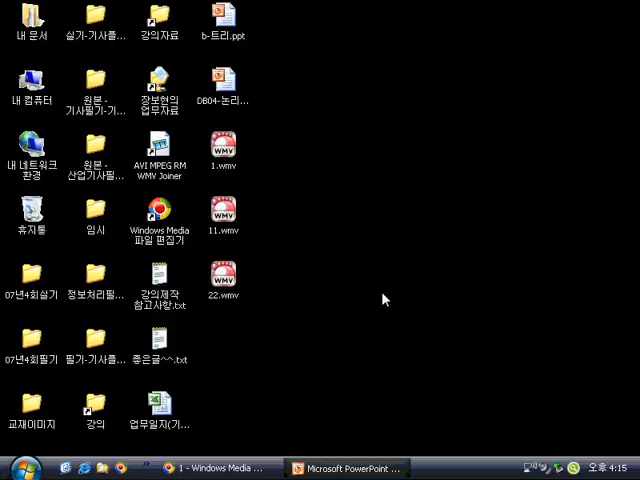 내 문서
실기-기사플...
강의자료
b-트리.ppt
내 컴퓨터
원본 -
기사필기-기...
장보현의
업무자료
DB04-논리...
내 네트워크
환경
원본 -
산업기사필...
AVI MPEG RM
WMV Joiner
WMV
1.wmv
휴지통
임시
Windows Media
파일 편집기
WMV
11.wmv
07년4회실기
정보처리필...
강의제작
참고사항.txt
WMV
22.wmv
07년4회필기
필기-기사플...
좋은글^^.txt
교재이미지
강의
업무일지(기...
1 - Windows Media ...
Microsoft PowerPoint ...
오후 4:15